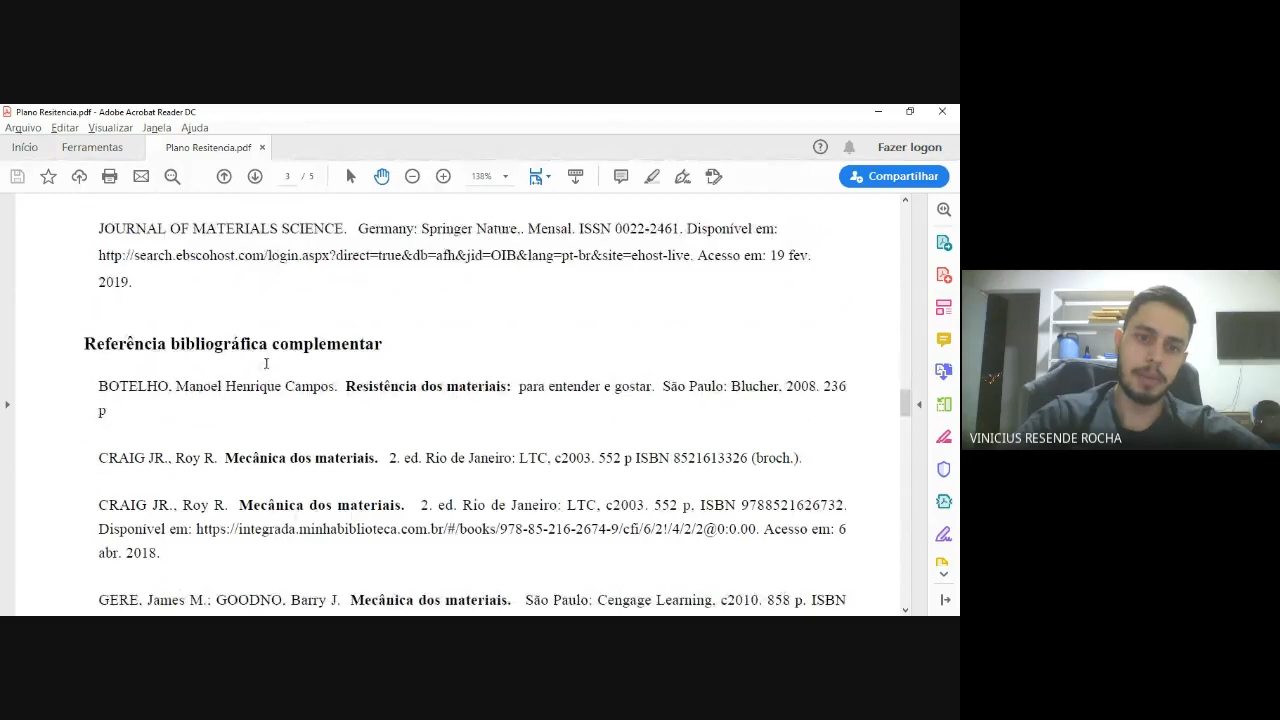 Plano Resitencia.pdf - Adobe Acrobat Reader DC
Arquivo Editar Visualizar Janela Ajuda
Início Ferramentas Plano Resitencia.pdf × Fazer logon
3 / 5 138% Compartilhar
JOURNAL OF MATERIALS SCIENCE. Germany: Springer Nature,. Mensal. ISSN 0022-2461. Disponível em:
http://search.ebscohost.com/login.aspx?direct=true&db=afh&jid=OIB&lang=pt-br&site=ehost-live. Acesso em: 19 fev.
2019.
Referência bibliográfica complementar
BOTELHO, Manoel Henrique Campos. Resistência dos materiais: para entender e gostar. São Paulo: Blucher, 2008. 236
p
CRAIG JR., Roy R. Mecânica dos materiais. 2. ed. Rio de Janeiro: LTC, c2003. 552 p ISBN 8521613326 (broch.).
CRAIG JR., Roy R. Mecânica dos materiais. 2. ed. Rio de Janeiro: LTC, c2003. 552 p. ISBN 9788521626732.
Disponível em: https://integrada.minhabiblioteca.com.br/#/books/978-85-216-2674-9/cfi/6/2!/4/2/2@0:0.00. Acesso em: 6
abr. 2018.
GERE, James M.; GOODNO, Barry J. Mecânica dos materiais. São Paulo: Cengage Learning, c2010. 858 p. ISBN
VINICIUS RESENDE ROCHA